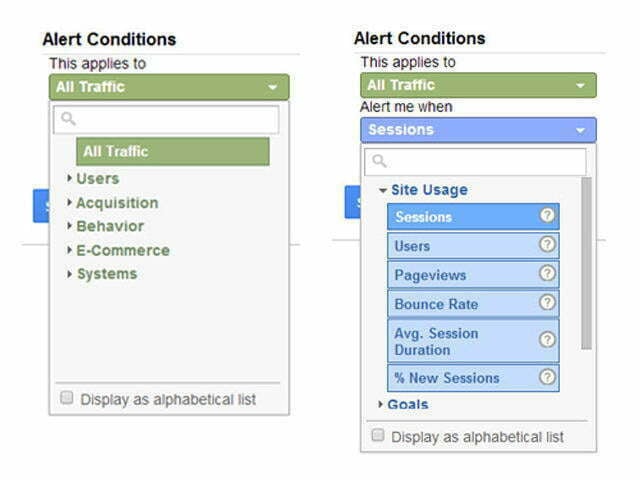 Alert Conditions
This applies to
All Traffic
All Traffic
Users
Acquisition
Behavior
E-Commerce
Systems
Display as alphabetical list
Alert Conditions
This applies to
All Traffic
Alert me when
Sessions
Site Usage
Sessions
?
Users
?
Pageviews
?
Bounce Rate
?
Avg. Session
Duration
?
% New Sessions
?
Goals
Display as alphabetical list